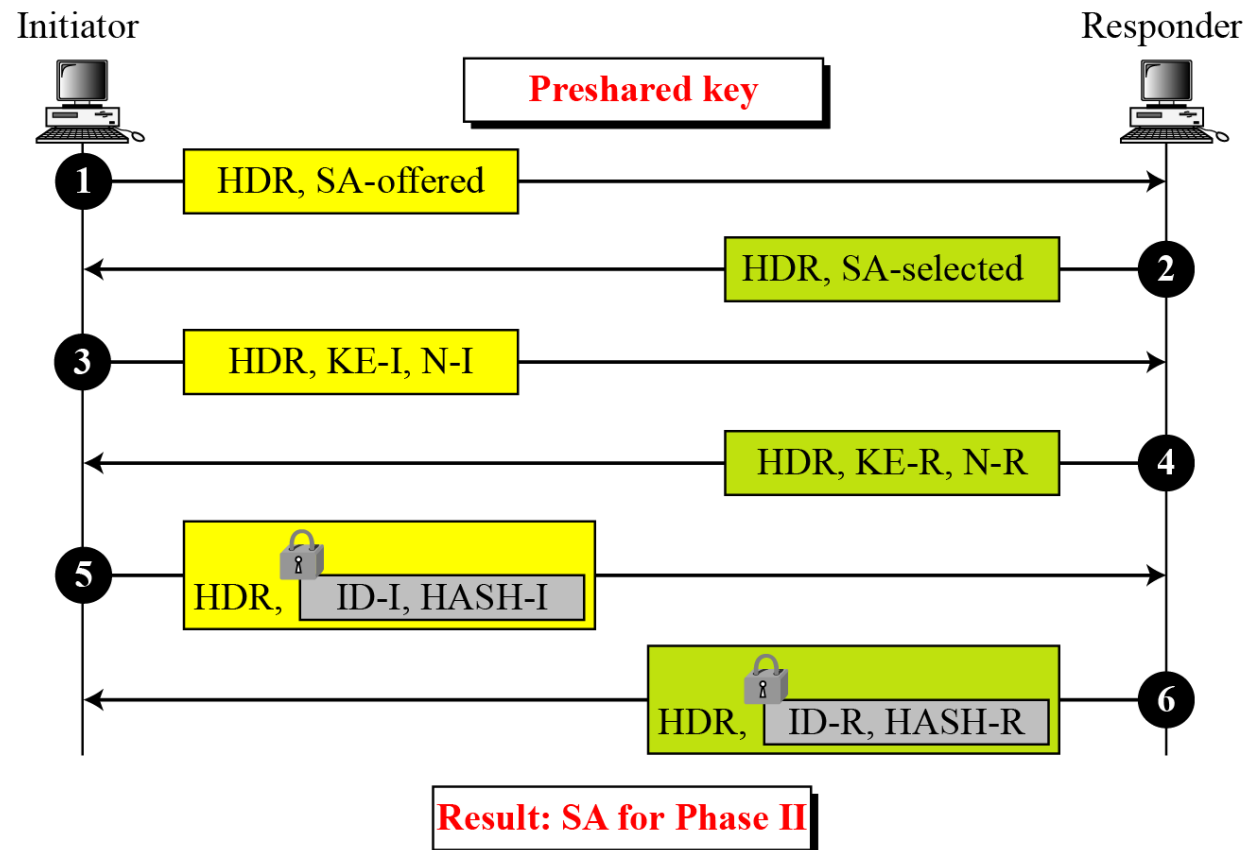 Initiator
Responder
Preshared key
1
HDR, SA-offered
HDR, SA-selected
2
3
HDR, KE-I, N-I
HDR, KE-R, N-R
4
5
HDR, ID-I, HASH-I
HDR, ID-R, HASH-R
6
Result: SA for Phase II